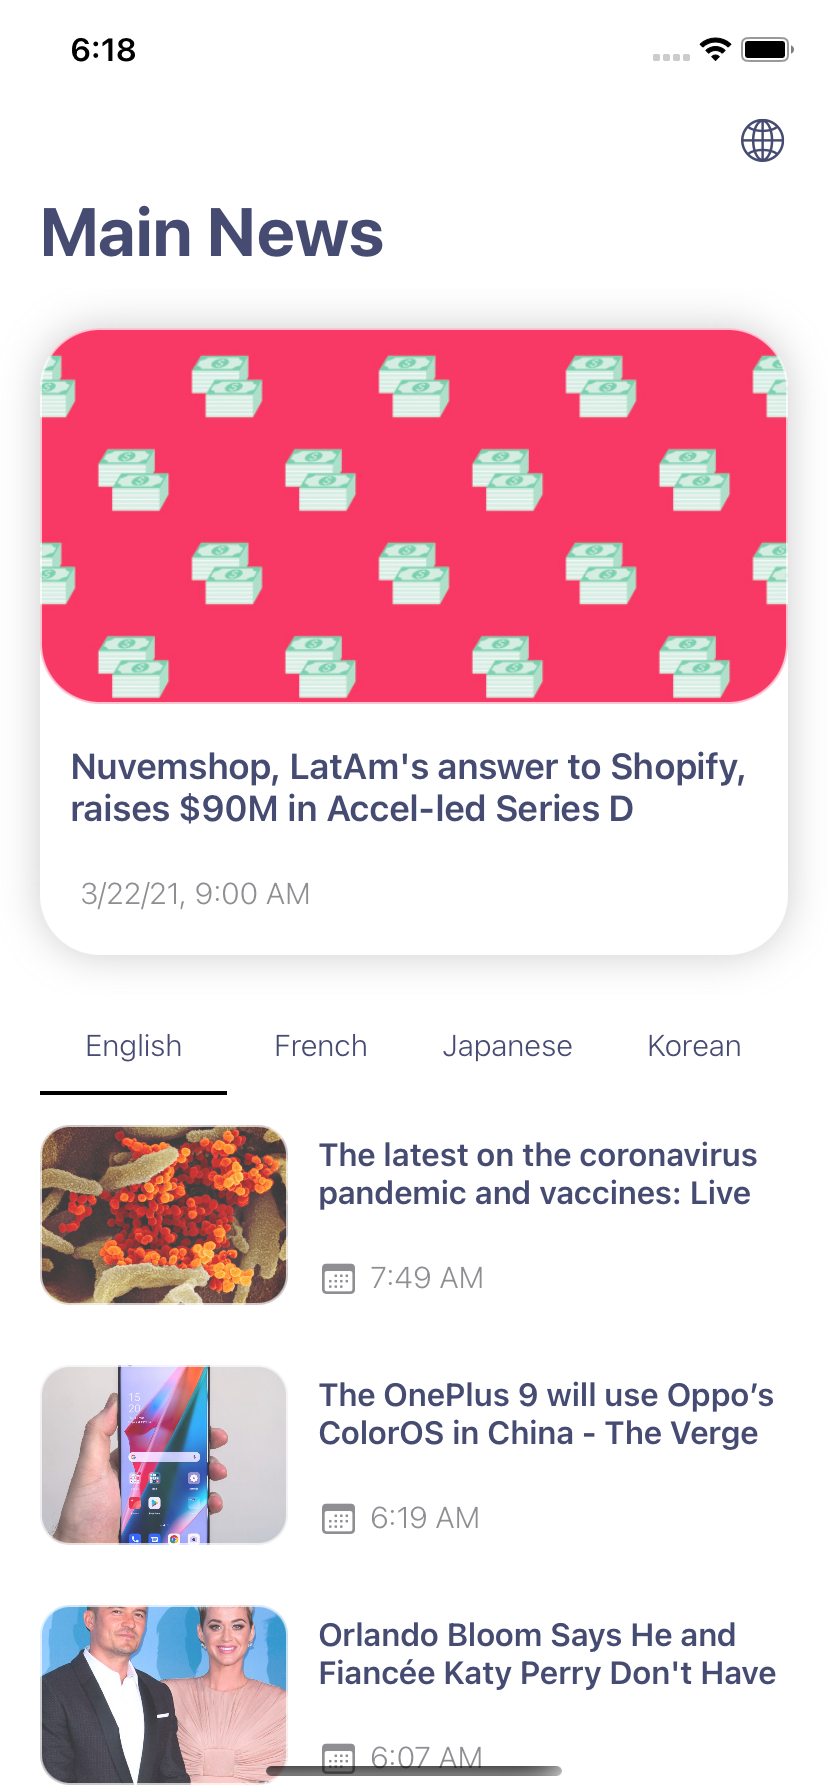 6:18
Main News
Nuvemshop, LatAm's answer to Shopify,
raises $90M in Accel-led Series D
3/22/21, 9:00 AM
English French Japanese Korean
The latest on the coronavirus
pandemic and vaccines: Live
7:49 AM
15
20
The OnePlus 9 will use Oppo’s
ColorOS in China - The Verge
6:19 AM
Orlando Bloom Says He and
Fiancée Katy Perry Don't Have
6:07 AM